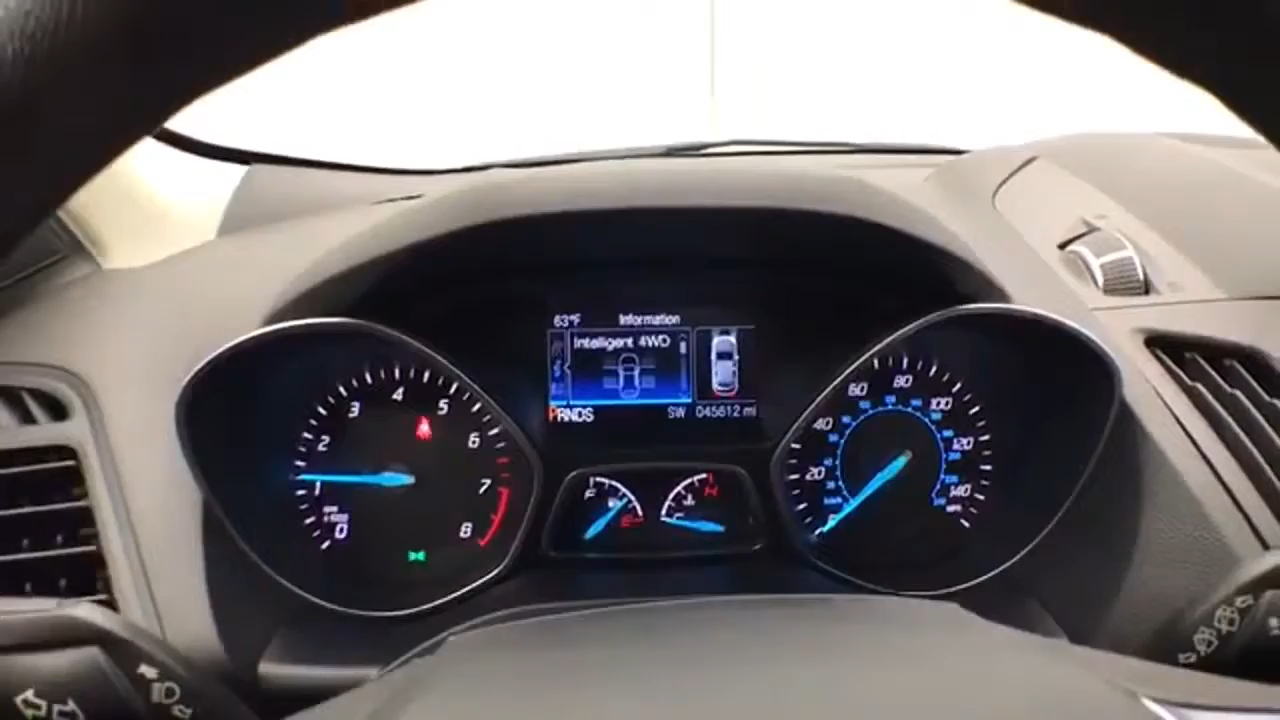 63°F Information
Intelligent 4WD
PRNDS SW 045612 mi
0 1 2 3 4 5 6 7 8
F
H
C
20 40 60 80 100 120 140